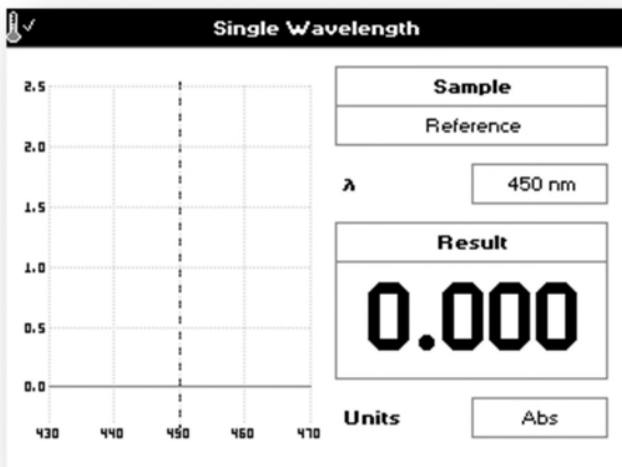 Single Wavelength
2.5
2.0
1.5
1.0
0.5
0.0
430 440 450 460 470
Sample
Reference
λ 450 nm
Result
0.000
Units Abs